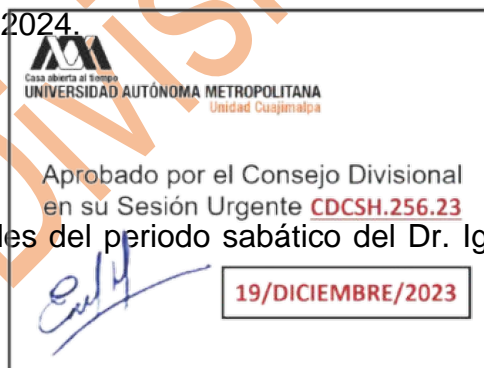 2024.
Casa abierta al tiempo
UNIVERSIDAD AUTÓNOMA METROPOLITANA
Unidad Cuajimalpa
Aprobado por el Consejo Divisional
en su Sesión Urgente CDCSH.256.23
les del periodo sabático del Dr. Ig
19/DICIEMBRE/2023